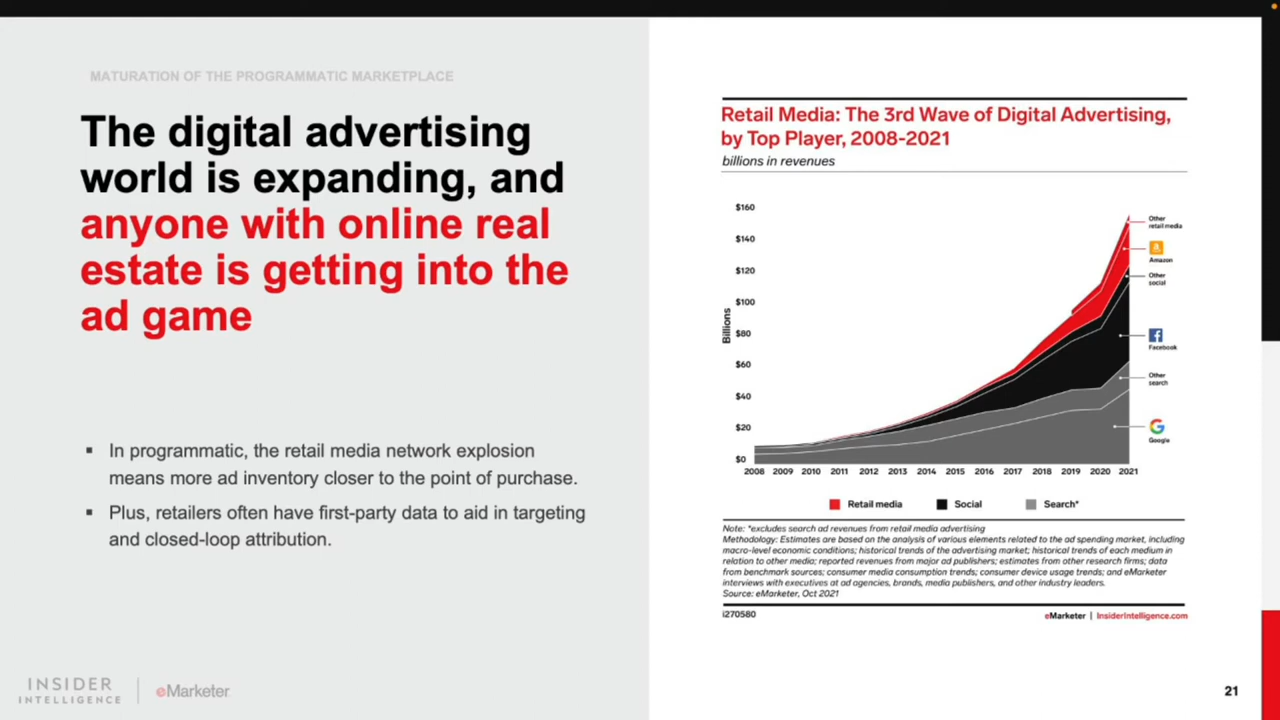 MATURATION OF THE PROGRAMMATIC MARKETPLACE
The digital advertising
world is expanding, and
anyone with online real
estate is getting into the
ad game
▪ In programmatic, the retail media network explosion
means more ad inventory closer to the point of purchase.
▪ Plus, retailers often have first-party data to aid in targeting
and closed-loop attribution.
INSIDER
INTELLIGENCE
eMarketer
Retail Media: The 3rd Wave of Digital Advertising,
by Top Player, 2008-2021
billions in revenues
Billions
$160
$140
$120
$100
$80
$60
$40
$20
$0
2008 2009 2010 2011 2012 2013 2014 2015 2016 2017 2018 2019 2020 2021
Other
retail media
Amazon
Other
social
Facebook
Other
search
Google
Retail media Social Search*
Note: *excludes search ad revenues from retail media advertising
Methodology: Estimates are based on the analysis of various elements related to the ad spending market, including
macro-level economic conditions; historical trends of the advertising market; historical trends of each medium in
relation to other media; reported revenues from major ad publishers; estimates from other research firms; data
from benchmark sources; consumer media consumption trends; consumer device usage trends; and eMarketer
interviews with executives at ad agencies, brands, media publishers, and other industry leaders.
Source: eMarketer, Oct 2021
270580
eMarketer | InsiderIntelligence.com
21